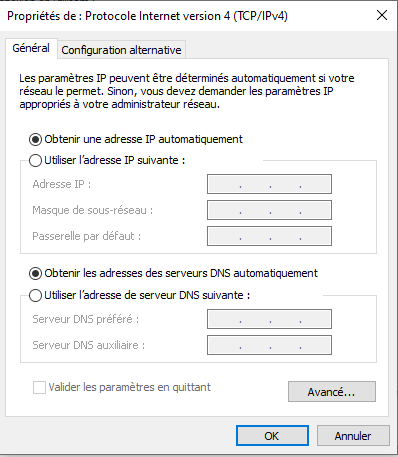 Propriétés de : Protocole Internet version 4 (TCP/IPv4)
Général
Configuration alternative
Les paramètres IP peuvent être déterminés automatiquement si votre
réseau le permet. Sinon, vous devez demander les paramètres IP
appropriés à votre administrateur réseau.
Obtenir une adresse IP automatiquement
Utiliser l'adresse IP suivante :
Adresse IP :
Masque de sous-réseau :
Passerelle par défaut :
Obtenir les adresses des serveurs DNS automatiquement
Utiliser l'adresse de serveur DNS suivante :
Serveur DNS préféré :
Serveur DNS auxiliaire :
Valider les paramètres en quittant
Avancé...
OK
Annuler